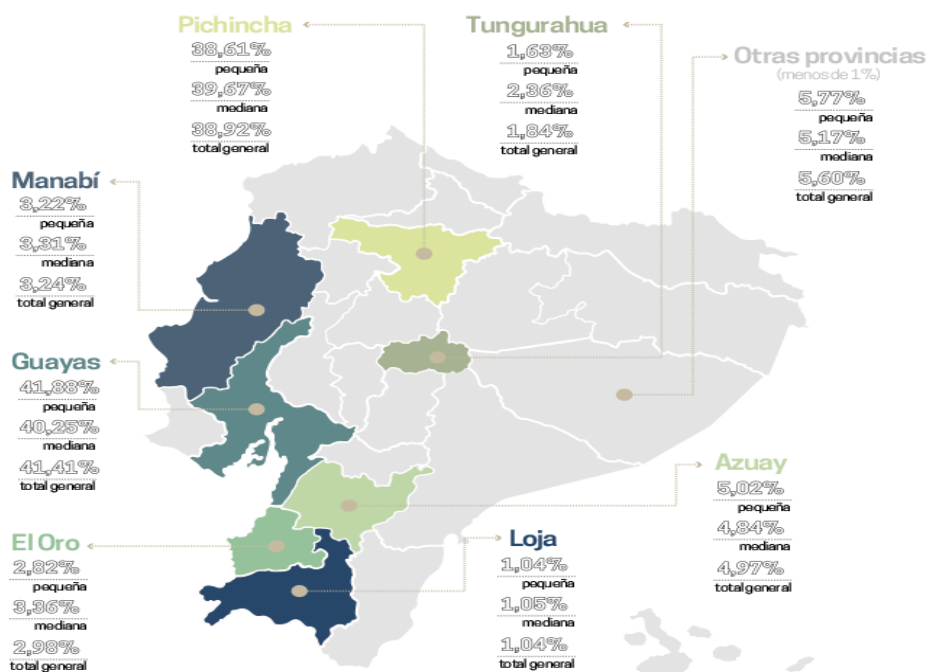 Pichincha
38,61%
pequeña
39,67%
mediana
38,92%
total general
Tungurahua
1,63%
pequeña
2,36%
mediana
1,84%
total general
Otras provincias
(menos de 1%)
5,77%
pequeña
5,17%
mediana
5,60%
total general
Manabí
3,22%
pequeña
3,31%
mediana
3,24%
total general
Guayas
41,88%
pequeña
40,25%
mediana
41,41%
total general
Azuay
5,02%
pequeña
4,84%
mediana
4,97%
total general
El Oro
2,82%
pequeña
3,36%
mediana
2,98%
total general
Loja
1,04%
pequeña
1,05%
mediana
1,04%
total general